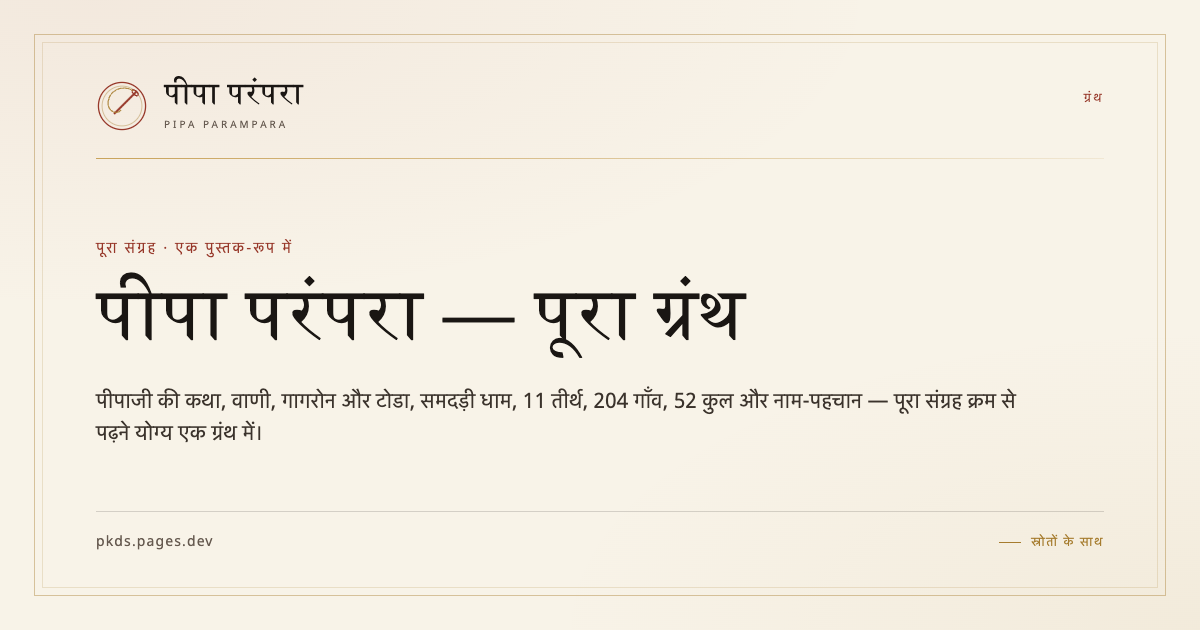 पीपा परंपरा
PIPA PARAMPARA
ग्रंथ
पूरा संग्रह · एक पुस्तक-रूप में
पीपा परंपरा — पूरा ग्रंथ
पीपाजी की कथा, वाणी, गागरोन और टोडा, समदड़ी धाम, 11 तीर्थ, 204 गाँव, 52 कुल और नाम-पहचान — पूरा संग्रह क्रम से
पढ़ने योग्य एक ग्रंथ में।
pkds.pages.dev
— स्रोतों के साथ